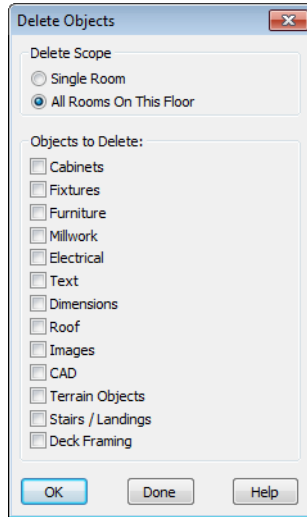 Delete Objects
Delete Scope
Single Room
All Rooms On This Floor
Objects to Delete:
Cabinets
Fixtures
Furniture
Millwork
Electrical
Text
Dimensions
Roof
Images
CAD
Terrain Objects
Stairs / Landings
Deck Framing
OK Done Help